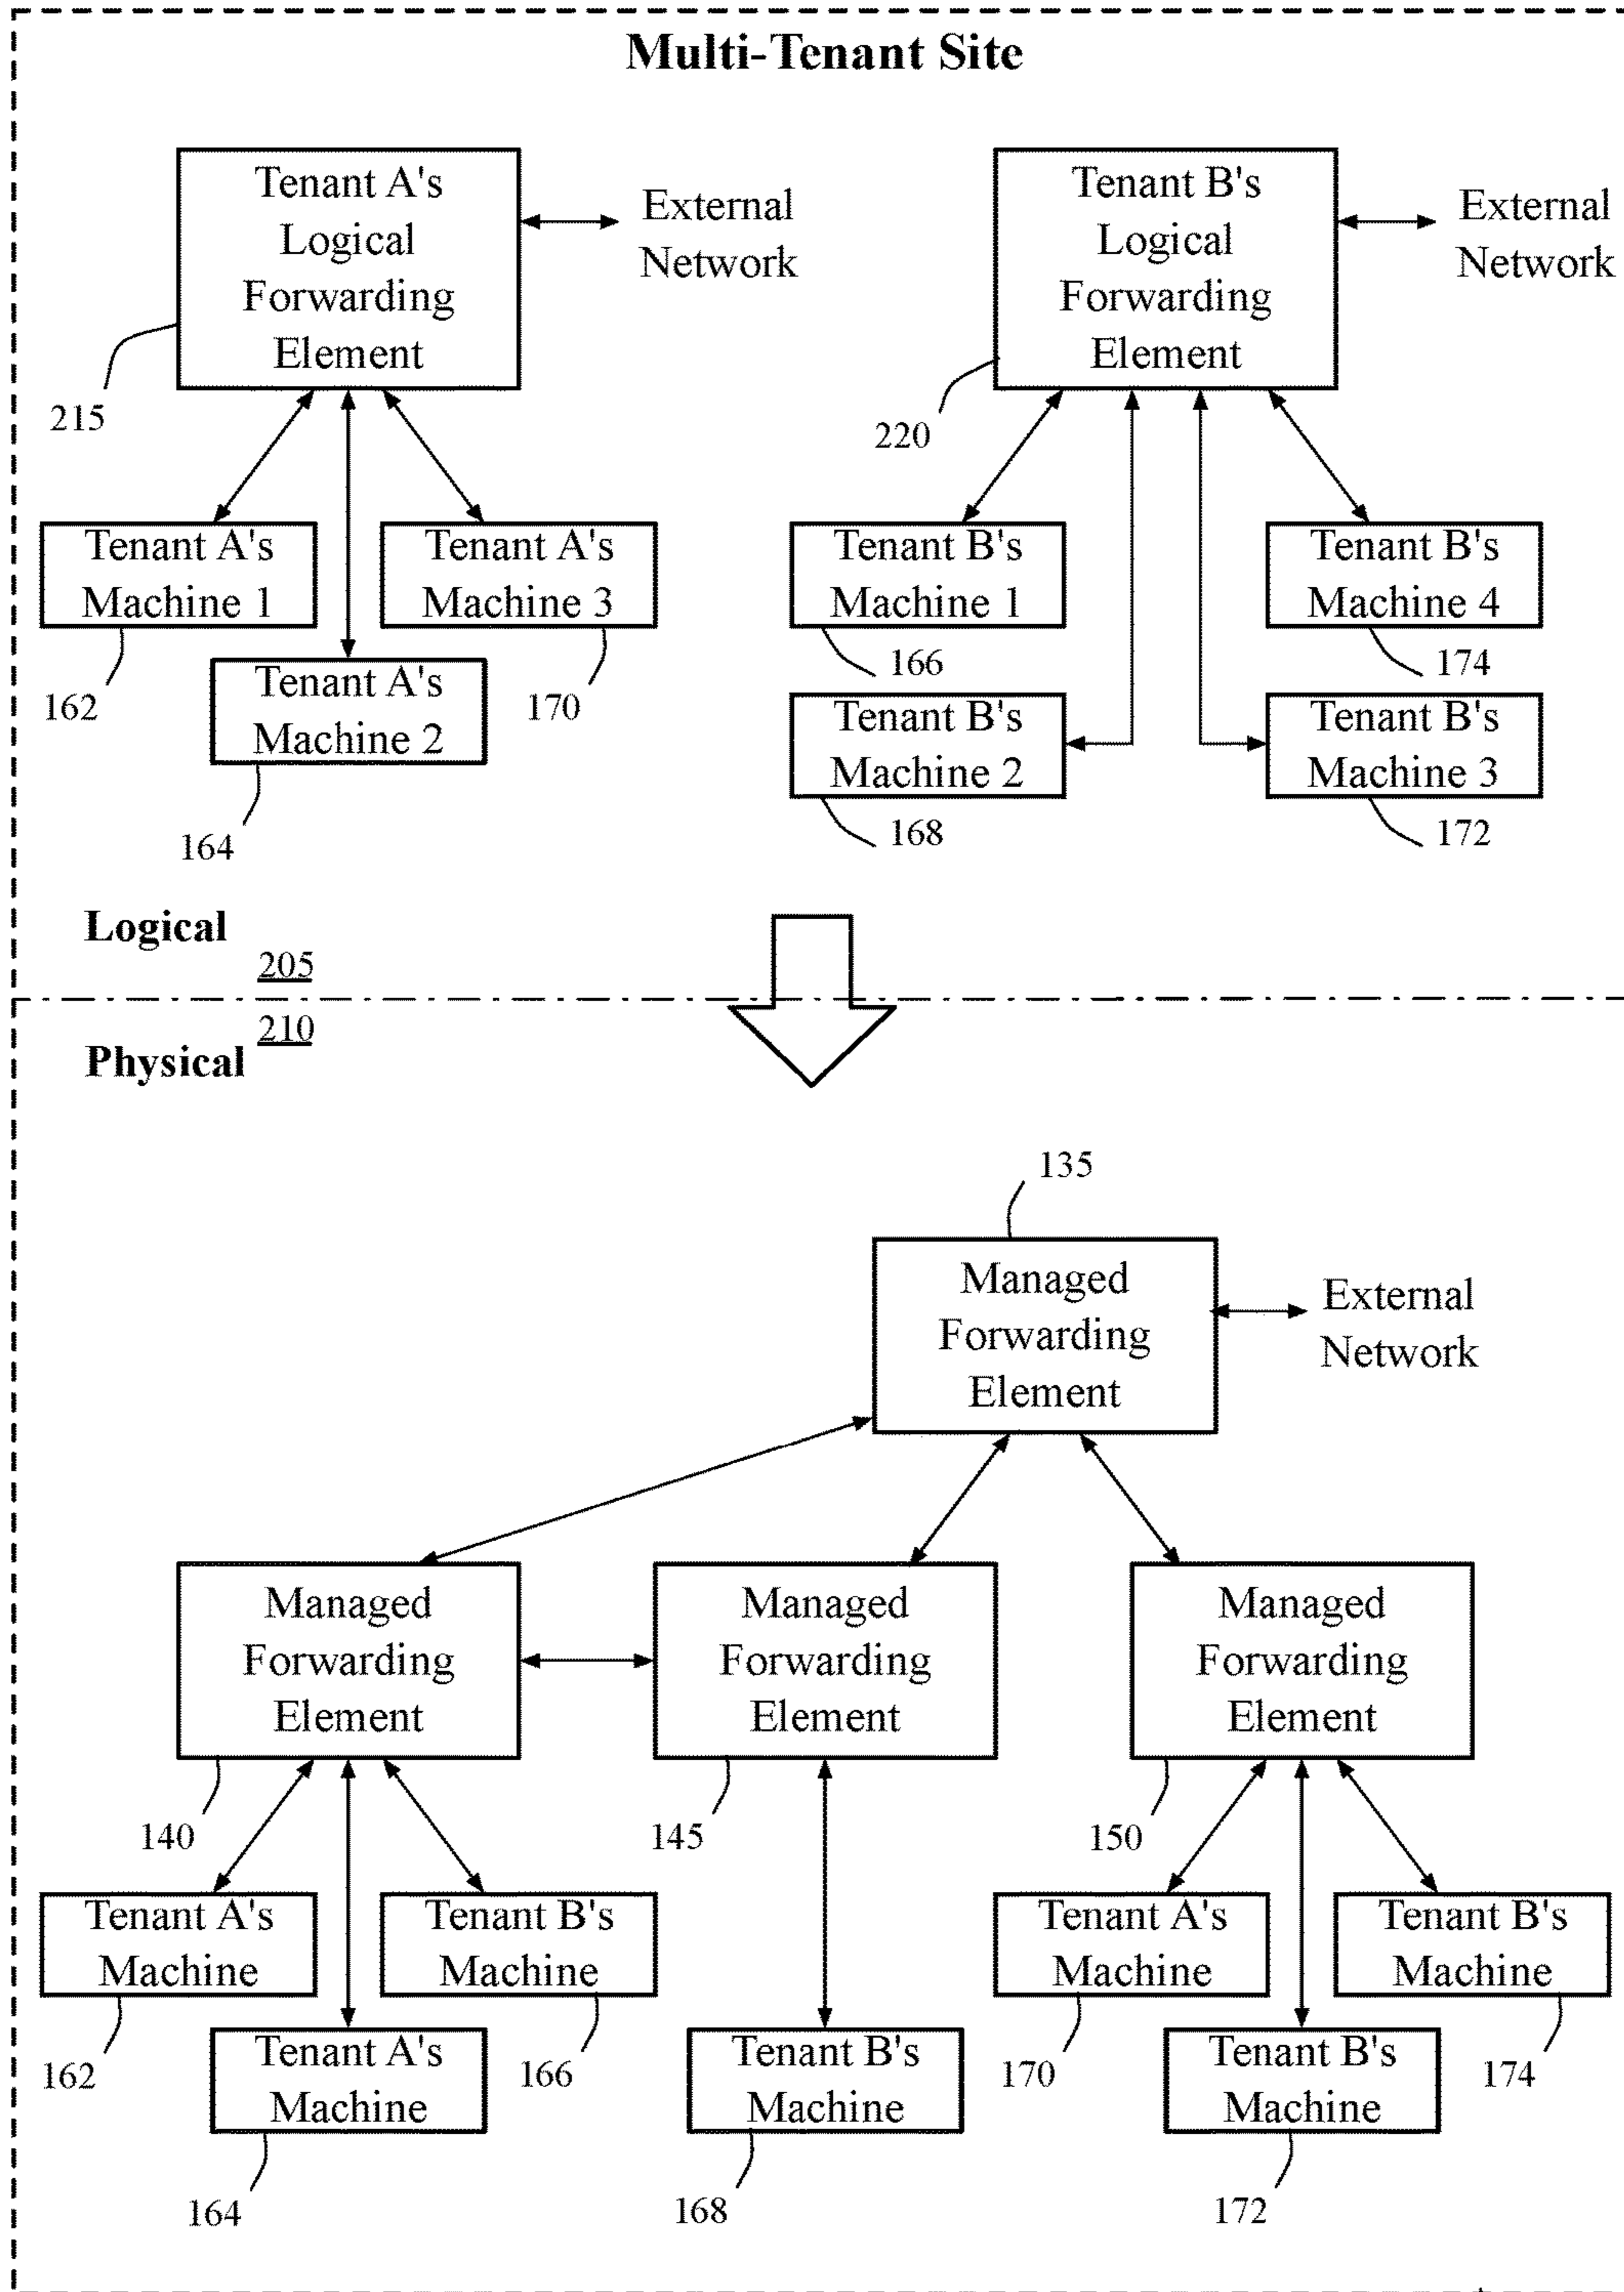 Multi-Tenant Site
Tenant A's
Logical
Forwarding
Element
External
Network
215
Tenant B's
Logical
Forwarding
Element
External
Network
220
Tenant A's
Machine 1
162
Tenant A's
Machine 2
164
Tenant A's
Machine 3
170
Tenant B's
Machine 1
166
Tenant B's
Machine 2
168
Tenant B's
Machine 4
174
Tenant B's
Machine 3
172
Logical
205
210
Physical
135
Managed
Forwarding
Element
External
Network
Managed
Forwarding
Element
140
Managed
Forwarding
Element
145
Managed
Forwarding
Element
150
Tenant A's
Machine
162
Tenant A's
Machine
164
Tenant B's
Machine
166
Tenant B's
Machine
168
Tenant A's
Machine
170
Tenant B's
Machine
172
Tenant B's
Machine
174